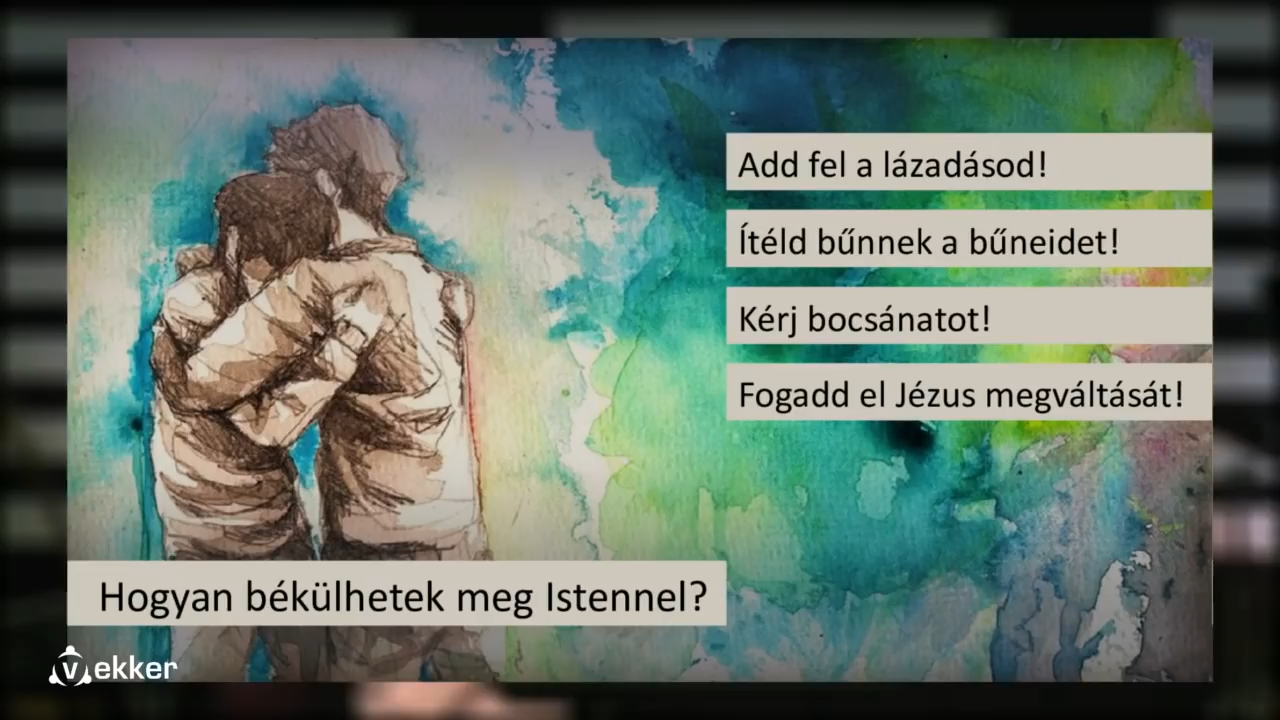 Add fel a lázadásod!
Ítéld bűnnek a bűneidet!
Kérj bocsánatot!
Fogadd el Jézus megváltását!
Hogyan békülhetek meg Istennel?
vekker